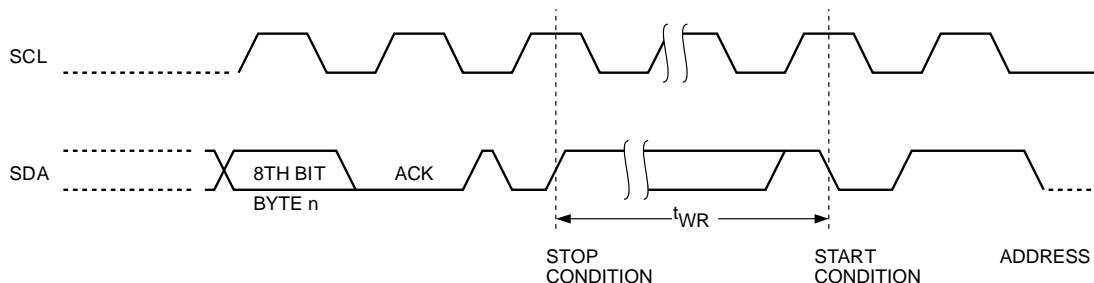 SCL
SDA
8TH BIT
ACK
BYTE n
tWR
STOP
CONDITION
START
CONDITION
ADDRESS